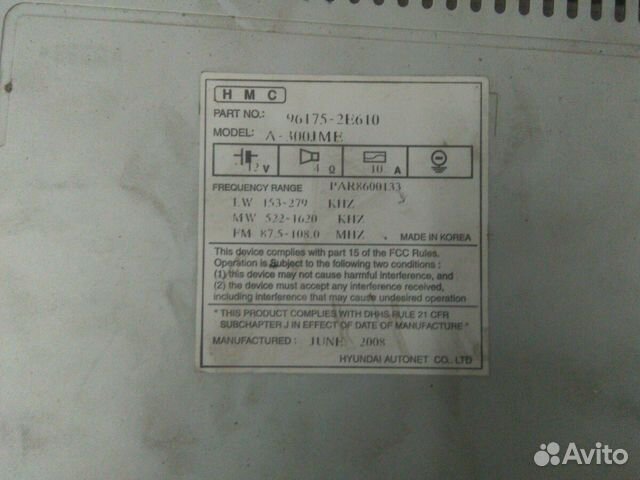 HMC
PART NO.: 96175-2E610
MODEL: A-300JME
12 V 4 Ω 10 A
FREQUENCY RANGE PAR8600133
LW 153-279 KHZ
MW 522-1620 KHZ
FM 87.5-108.0 MHZ MADE IN KOREA
This device complies with part 15 of the FCC Rules.
Operation is Subject to the following two conditions :
(1) this device may not cause harmful interference, and
(2) the device must accept any interference received,
including interference that may cause undesired operation
* THIS PRODUCT COMPLIES WITH DHHS RULE 21 CFR
SUBCHAPTER J IN EFFECT OF DATE OF MANUFACTURE *
MANUFACTURED : JUNE 2008
HYUNDAI AUTONET CO., LTD
Avito